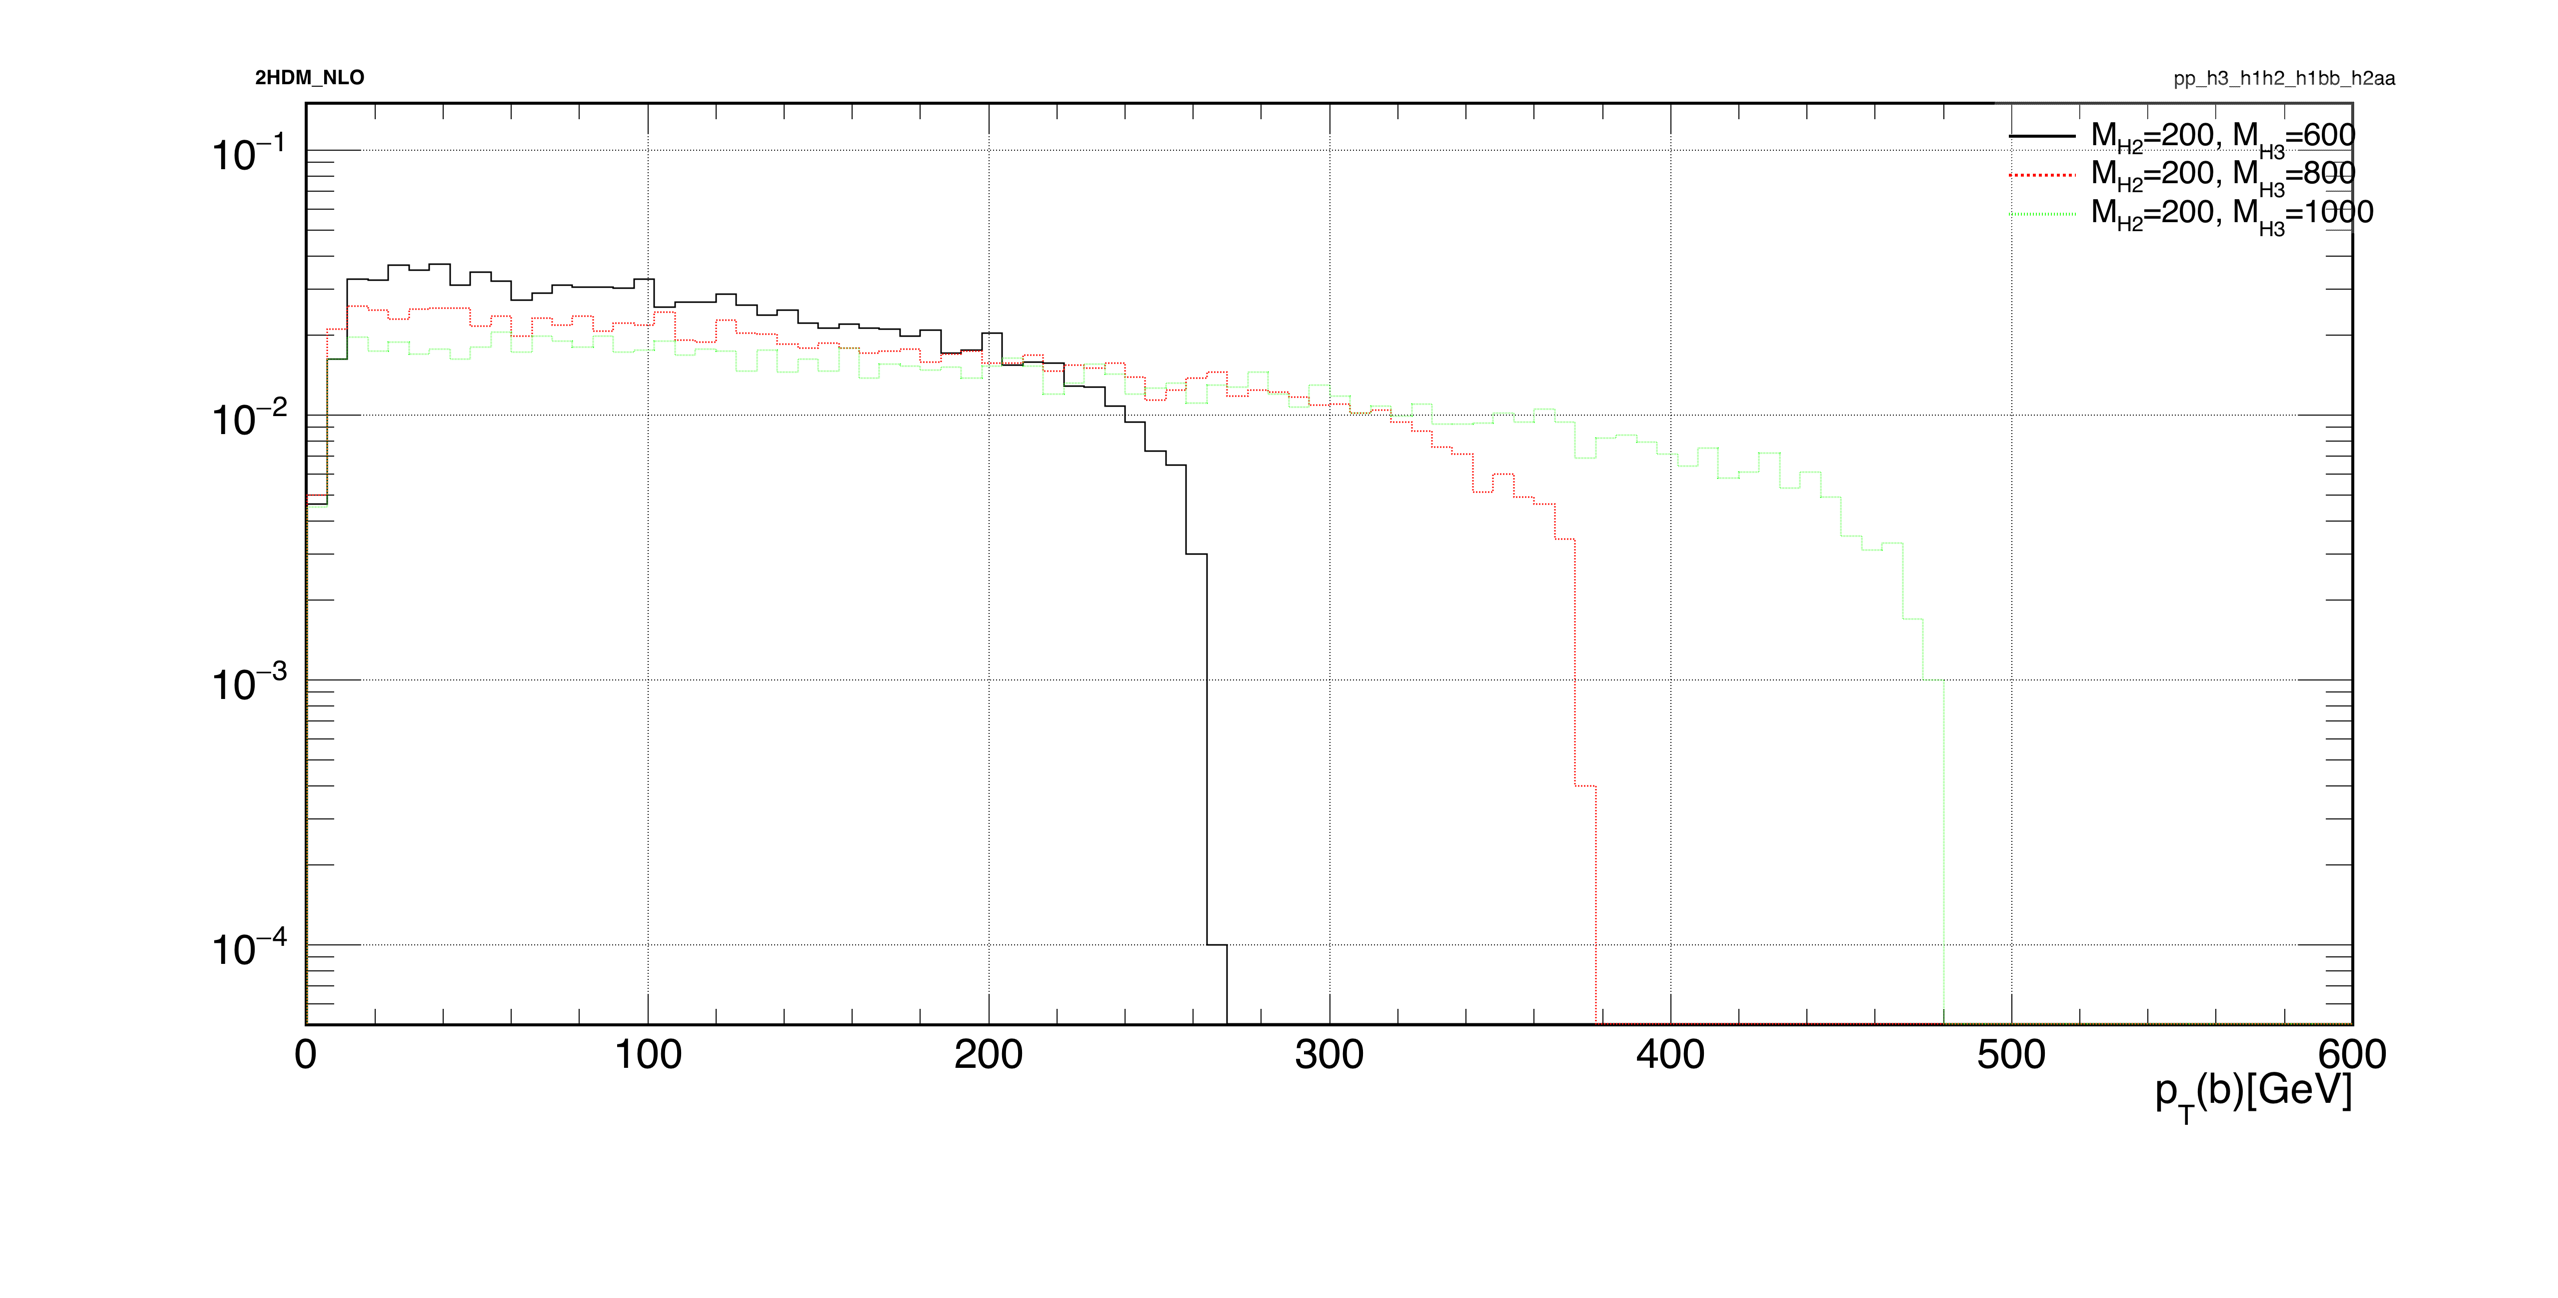 2HDM_NLO
pp_h3_h1h2_h1bb_h2aa
M_H2=200, M_H3=600
M_H2=200, M_H3=800
M_H2=200, M_H3=1000
10^−1
10^−2
10^−3
10^−4
0 100 200 300 400 500 600
p_T(b)[GeV]